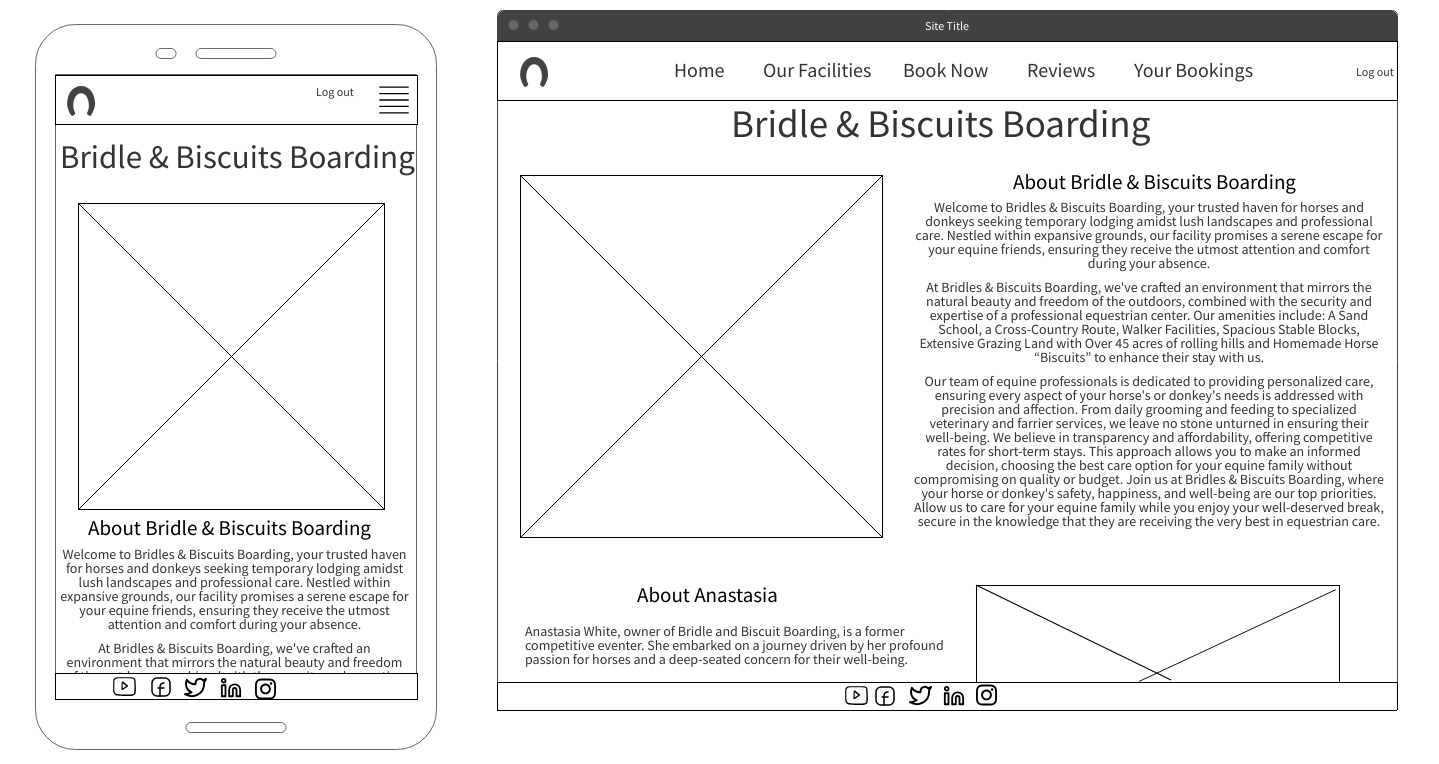 Log out
Bridle & Biscuits Boarding
About Bridle & Biscuits Boarding
Welcome to Bridles & Biscuits Boarding, your trusted haven
for horses and donkeys seeking temporary lodging amidst
lush landscapes and professional care. Nestled within
expansive grounds, our facility promises a serene escape for
your equine friends, ensuring they receive the utmost
attention and comfort during your absence.
At Bridles & Biscuits Boarding, we've crafted an
environment that mirrors the natural beauty and freedom
Site Title
Home Our Facilities Book Now Reviews Your Bookings Log out
Bridle & Biscuits Boarding
About Bridle & Biscuits Boarding
Welcome to Bridles & Biscuits Boarding, your trusted haven for horses and
donkeys seeking temporary lodging amidst lush landscapes and professional
care. Nestled within expansive grounds, our facility promises a serene escape for
your equine friends, ensuring they receive the utmost attention and comfort
during your absence.
At Bridles & Biscuits Boarding, we've crafted an environment that mirrors the
natural beauty and freedom of the outdoors, combined with the security and
expertise of a professional equestrian center. Our amenities include: A Sand
School, a Cross-Country Route, Walker Facilities, Spacious Stable Blocks,
Extensive Grazing Land with Over 45 acres of rolling hills and Homemade Horse
“Biscuits” to enhance their stay with us.
Our team of equine professionals is dedicated to providing personalized care,
ensuring every aspect of your horse's or donkey's needs is addressed with
precision and affection. From daily grooming and feeding to specialized
veterinary and farrier services, we leave no stone unturned in ensuring their
well-being. We believe in transparency and affordability, offering competitive
rates for short-term stays. This approach allows you to make an informed
decision, choosing the best care option for your equine family without
compromising on quality or budget. Join us at Bridles & Biscuits Boarding, where
your horse or donkey's safety, happiness, and well-being are our top priorities.
Allow us to care for your equine family while you enjoy your well-deserved break,
secure in the knowledge that they are receiving the very best in equestrian care.
About Anastasia
Anastasia White, owner of Bridle and Biscuit Boarding, is a former
competitive eventer. She embarked on a journey driven by her profound
passion for horses and a deep-seated concern for their well-being.